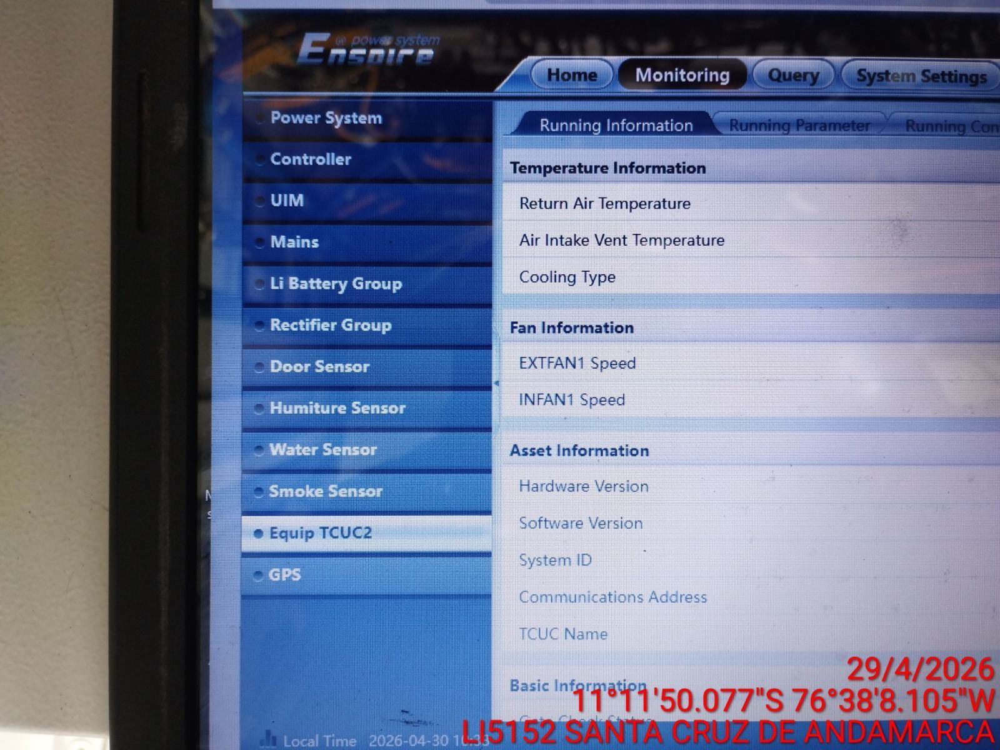 @ power system
Enspire
Home
Monitoring
Query
System Settings
Power System
Controller
UIM
Mains
Li Battery Group
Rectifier Group
Door Sensor
Humiture Sensor
Water Sensor
Smoke Sensor
Equip TCUC2
GPS
Running Information
Running Parameter
Running Con
Temperature Information
Return Air Temperature
Air Intake Vent Temperature
Cooling Type
Fan Information
EXTFAN1 Speed
INFAN1 Speed
Asset Information
Hardware Version
Software Version
System ID
Communications Address
TCUC Name
Basic Information
Local Time 2026-04-30
29/4/2026
11°11'50.077"S 76°38'8.105"W
LI5152 SANTA CRUZ DE ANDAMARCA